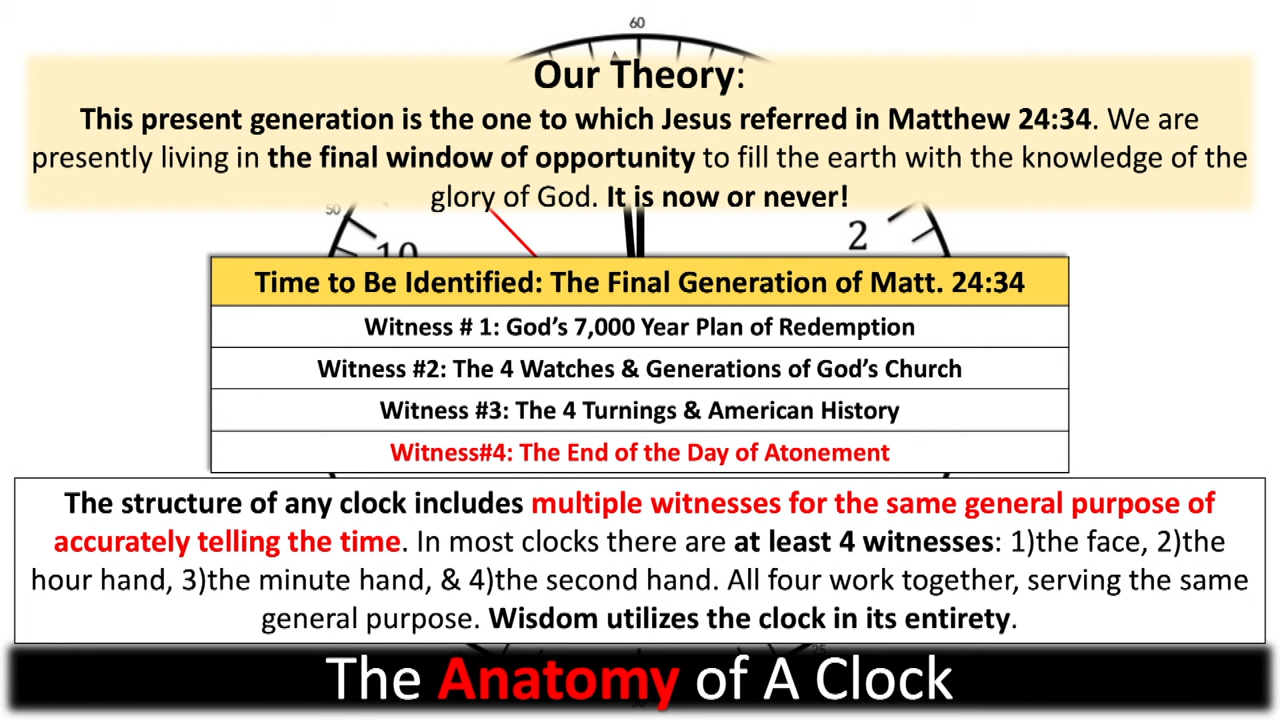 60
Our Theory:
This present generation is the one to which Jesus referred in Matthew 24:34. We are
presently living in the final window of opportunity to fill the earth with the knowledge of the
glory of God. It is now or never!
50
10
2
Time to Be Identified: The Final Generation of Matt. 24:34
Witness # 1: God’s 7,000 Year Plan of Redemption
Witness #2: The 4 Watches & Generations of God’s Church
Witness #3: The 4 Turnings & American History
Witness#4: The End of the Day of Atonement
The structure of any clock includes multiple witnesses for the same general purpose of
accurately telling the time. In most clocks there are at least 4 witnesses: 1)the face, 2)the
hour hand, 3)the minute hand, & 4)the second hand. All four work together, serving the same
general purpose. Wisdom utilizes the clock in its entirety.
25
The Anatomy of A Clock